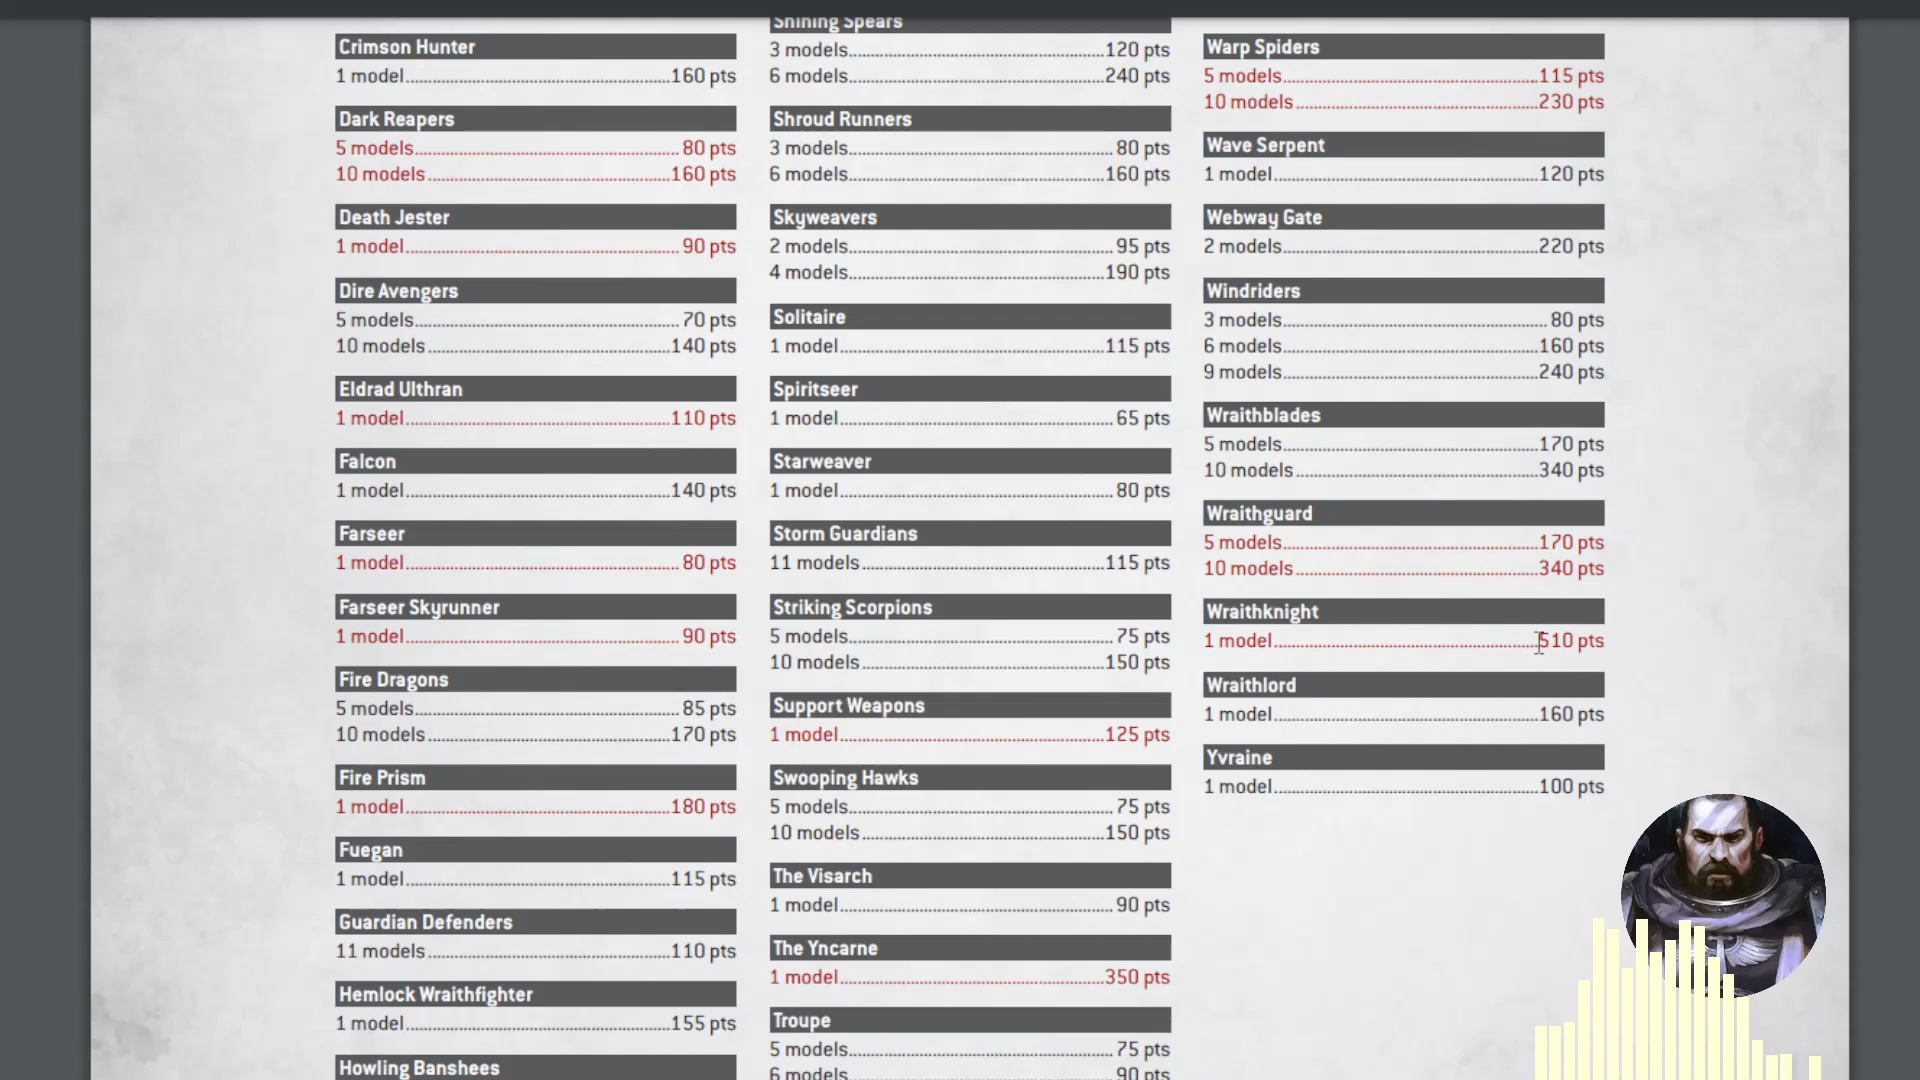 Crimson Hunter
1 model 160 pts
Dark Reapers
5 models 80 pts
10 models 160 pts
Death Jester
1 model 90 pts
Dire Avengers
5 models 70 pts
10 models 140 pts
Eldrad Ulthran
1 model 110 pts
Falcon
1 model 140 pts
Farseer
1 model 80 pts
Farseer Skyrunner
1 model 90 pts
Fire Dragons
5 models 85 pts
10 models 170 pts
Fire Prism
1 model 180 pts
Fuegan
1 model 115 pts
Guardian Defenders
11 models 110 pts
Hemlock Wraithfighter
1 model 155 pts
Howling Banshees
Shining Spears
3 models 120 pts
6 models 240 pts
Shroud Runners
3 models 80 pts
6 models 160 pts
Skyweavers
2 models 95 pts
4 models 190 pts
Solitaire
1 model 115 pts
Spiritseer
1 model 65 pts
Starweaver
1 model 80 pts
Storm Guardians
11 models 115 pts
Striking Scorpions
5 models 75 pts
10 models 150 pts
Support Weapons
1 model 125 pts
Swooping Hawks
5 models 75 pts
10 models 150 pts
The Visarch
1 model 90 pts
The Yncarne
1 model 350 pts
Troupe
5 models 75 pts
6 models 90 pts
Warp Spiders
5 models 115 pts
10 models 230 pts
Wave Serpent
1 model 120 pts
Webway Gate
2 models 220 pts
Windriders
3 models 80 pts
6 models 160 pts
9 models 240 pts
Wraithblades
5 models 170 pts
10 models 340 pts
Wraithguard
5 models 170 pts
10 models 340 pts
Wraithknight
1 model 510 pts
Wraithlord
1 model 160 pts
Yvraine
1 model 100 pts